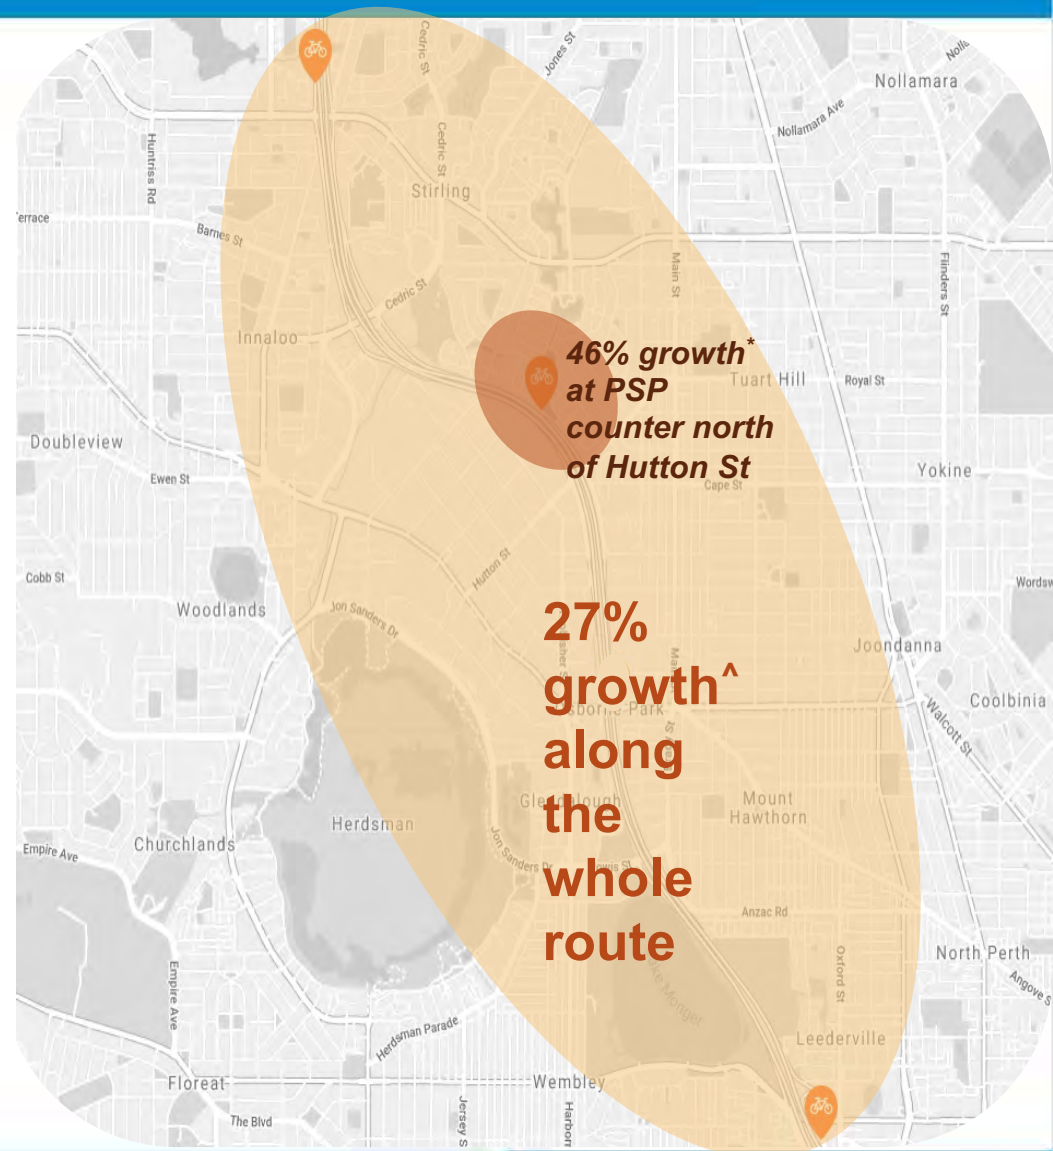 Cedric St
Jones St
Nollamara
Nollamara Ave
Huntriss Rd
Cedric St
Stirling
Barnes St
Main St
Flinders St
Cedric St
Innaloo
46% growth*
at PSP
counter north
of Hutton St
Tuart Hill
Royal St
Doubleview
Ewen St
Yokine
Cape St
Hutton St
Cobb St
Woodlands
Jon Sanders Dr
27%
growth^
along
the
whole
route
Joondanna
Coolbinia
Walcott St
Mount
Hawthorn
Herdsman
Churchlands
Empire Ave
Jon Sanders Dr
Anzac Rd
North Perth
Oxford St
Empire Ave
Leederville
Herdsman Parade
Floreat
Wembley
The Blvd